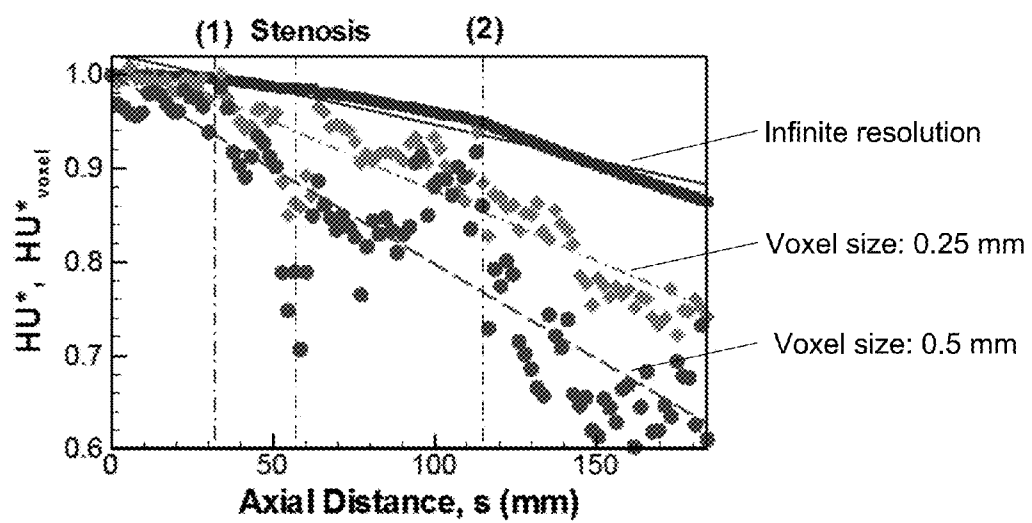 (1) Stenosis (2)
1.0
0.9
0.8
0.7
0.6
HU*, HU*voxel
Infinite resolution
Voxel size: 0.25 mm
Voxel size: 0.5 mm
0 50 100 150
Axial Distance, s (mm)